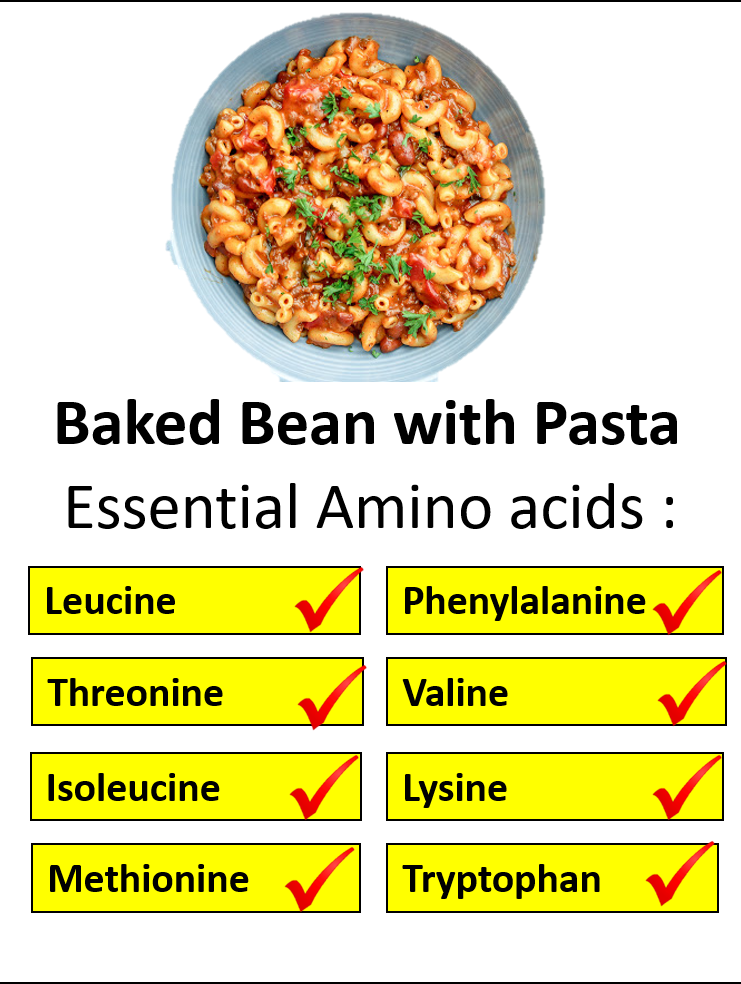 Baked Bean with Pasta
Essential Amino acids :
Leucine
Phenylalanine
Threonine
Valine
Isoleucine
Lysine
Methionine
Tryptophan